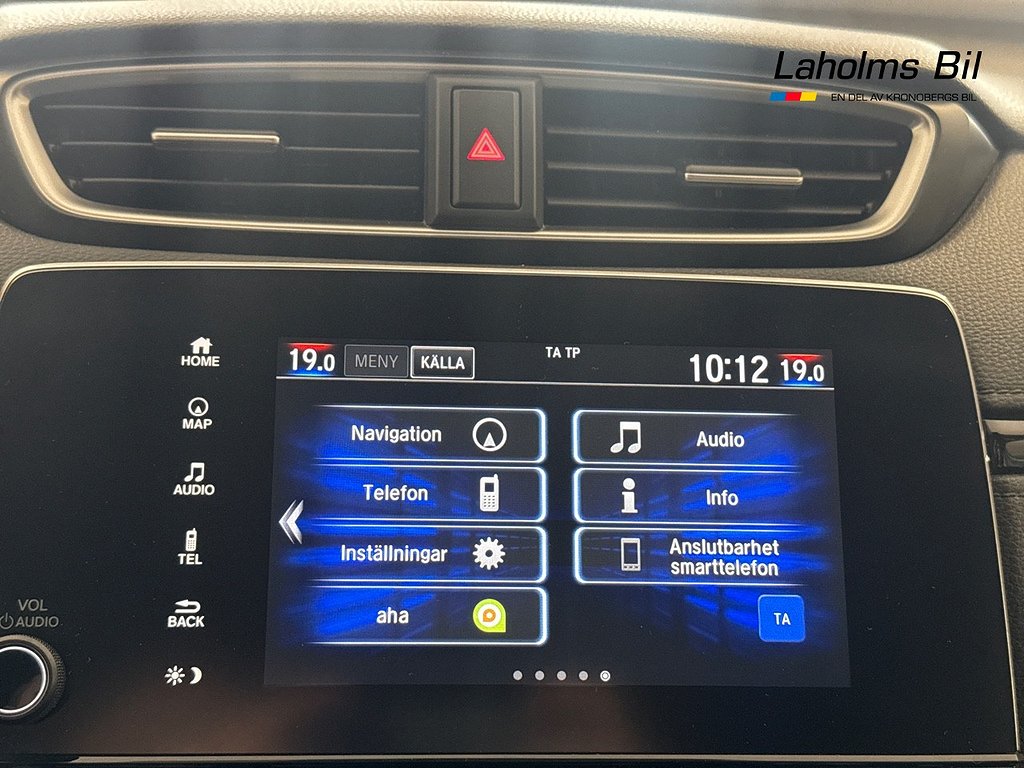 Laholms Bil
EN DEL AV KRONOBERGS BIL
HOME
MAP
AUDIO
TEL
BACK
VOL
AUDIO
19.0 MENY KÄLLA TA TP 10:12 19.0
Navigation
Telefon
Inställningar
aha
Audio
Info
Anslutbarhet
smarttelefon
TA